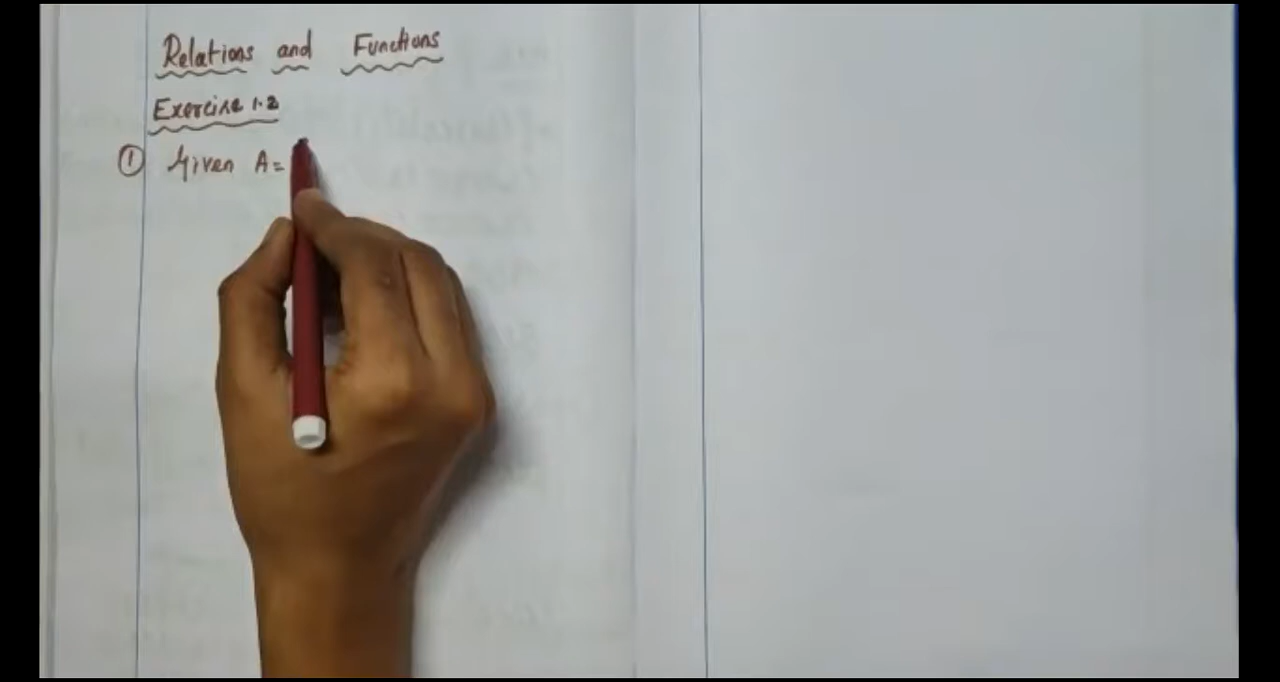 Relations and Functions
Exercise 1.2
① Given A=